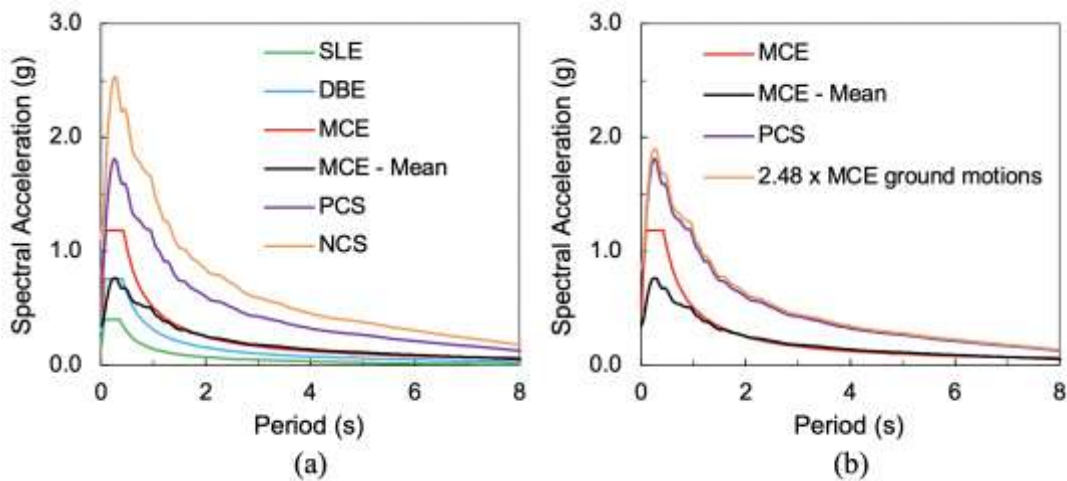 3.0
2.0
1.0
0.0
Spectral Acceleration (g)
SLE
DBE
MCE
MCE - Mean
PCS
NCS
0 2 4 6 8
Period (s)
(a)
3.0
2.0
1.0
0.0
Spectral Acceleration (g)
MCE
MCE - Mean
PCS
2.48 x MCE ground motions
0 2 4 6 8
Period (s)
(b)